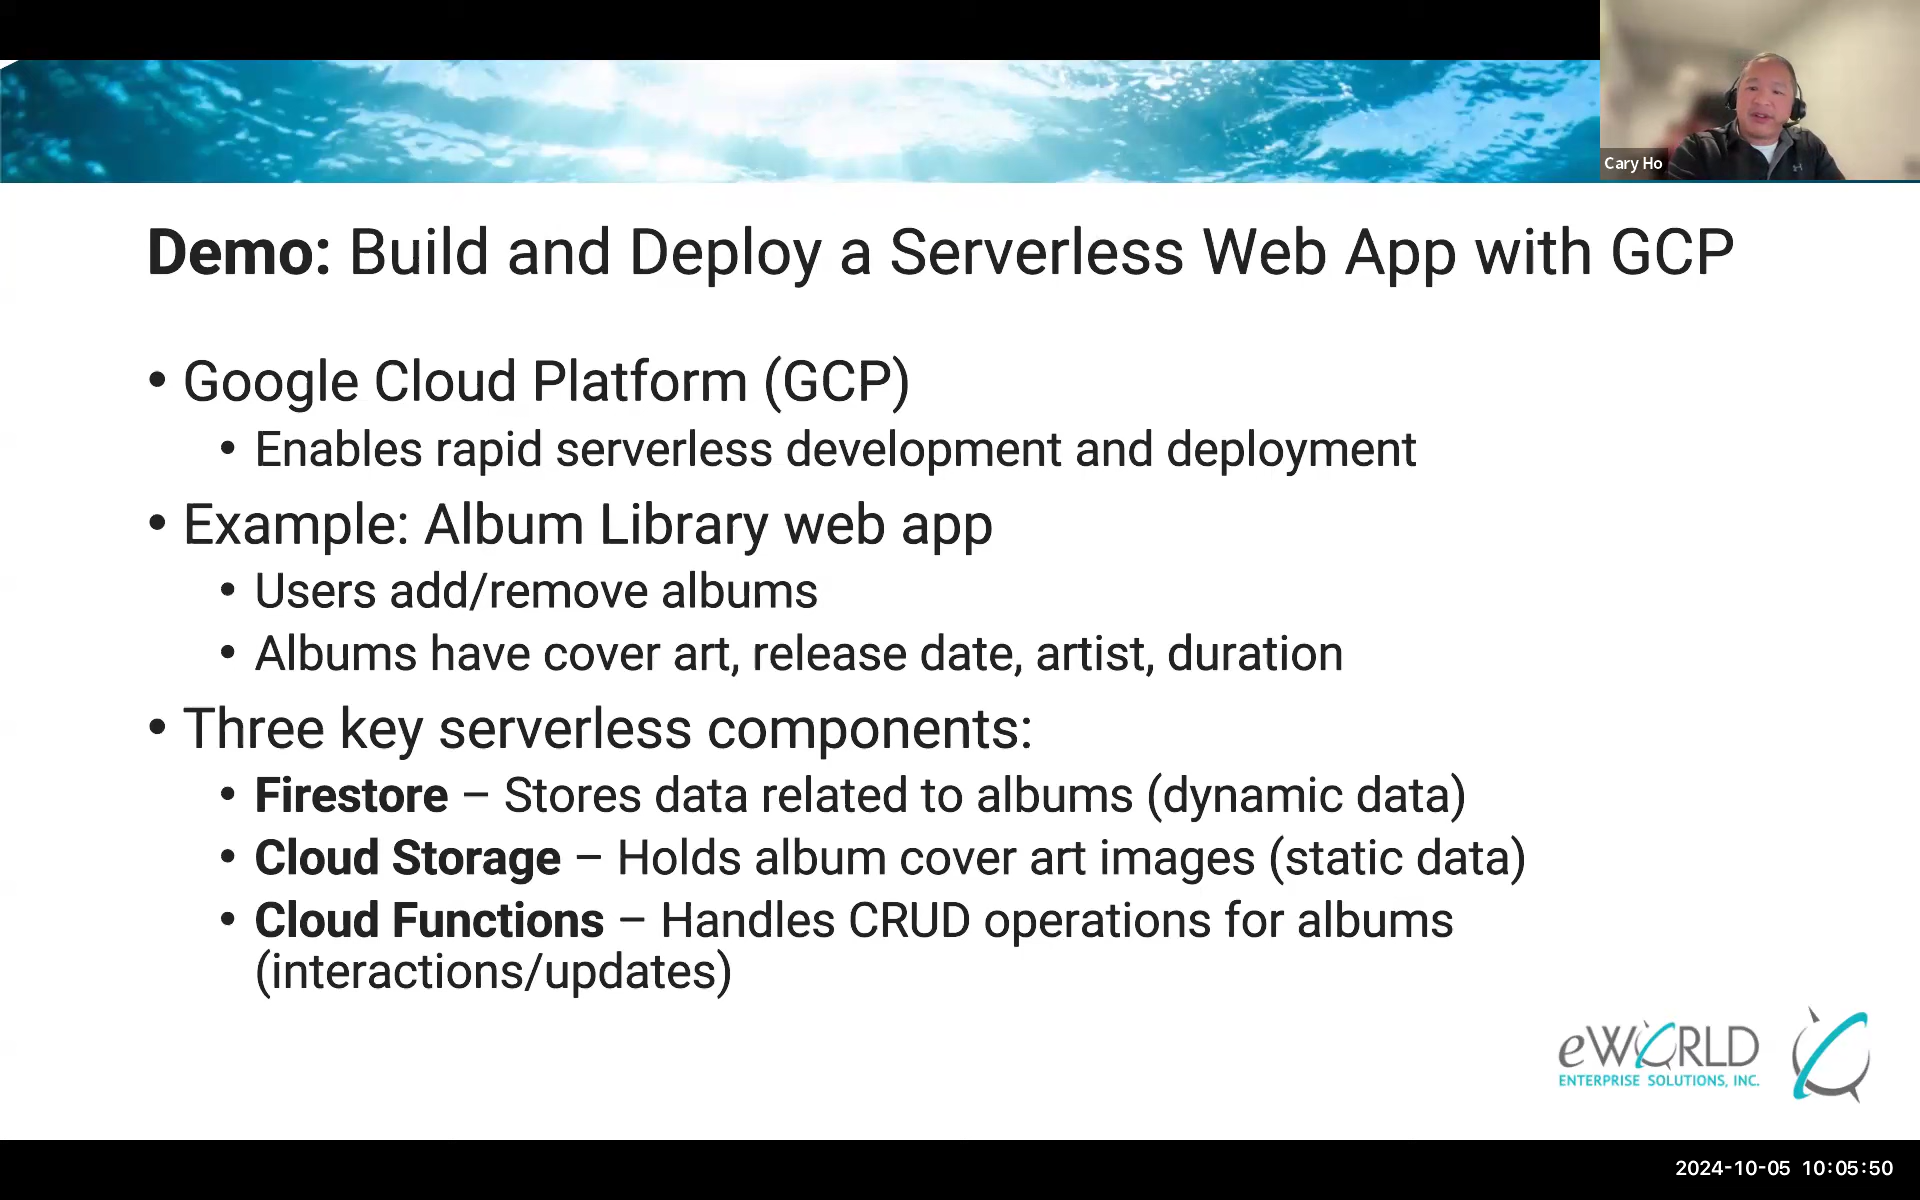 Cary Ho
Demo: Build and Deploy a Serverless Web App with GCP
• Google Cloud Platform (GCP)
• Enables rapid serverless development and deployment
• Example: Album Library web app
• Users add/remove albums
• Albums have cover art, release date, artist, duration
• Three key serverless components:
• Firestore – Stores data related to albums (dynamic data)
• Cloud Storage – Holds album cover art images (static data)
• Cloud Functions – Handles CRUD operations for albums
(interactions/updates)
eWORLD
ENTERPRISE SOLUTIONS, INC.
2024-10-05 10:05:50